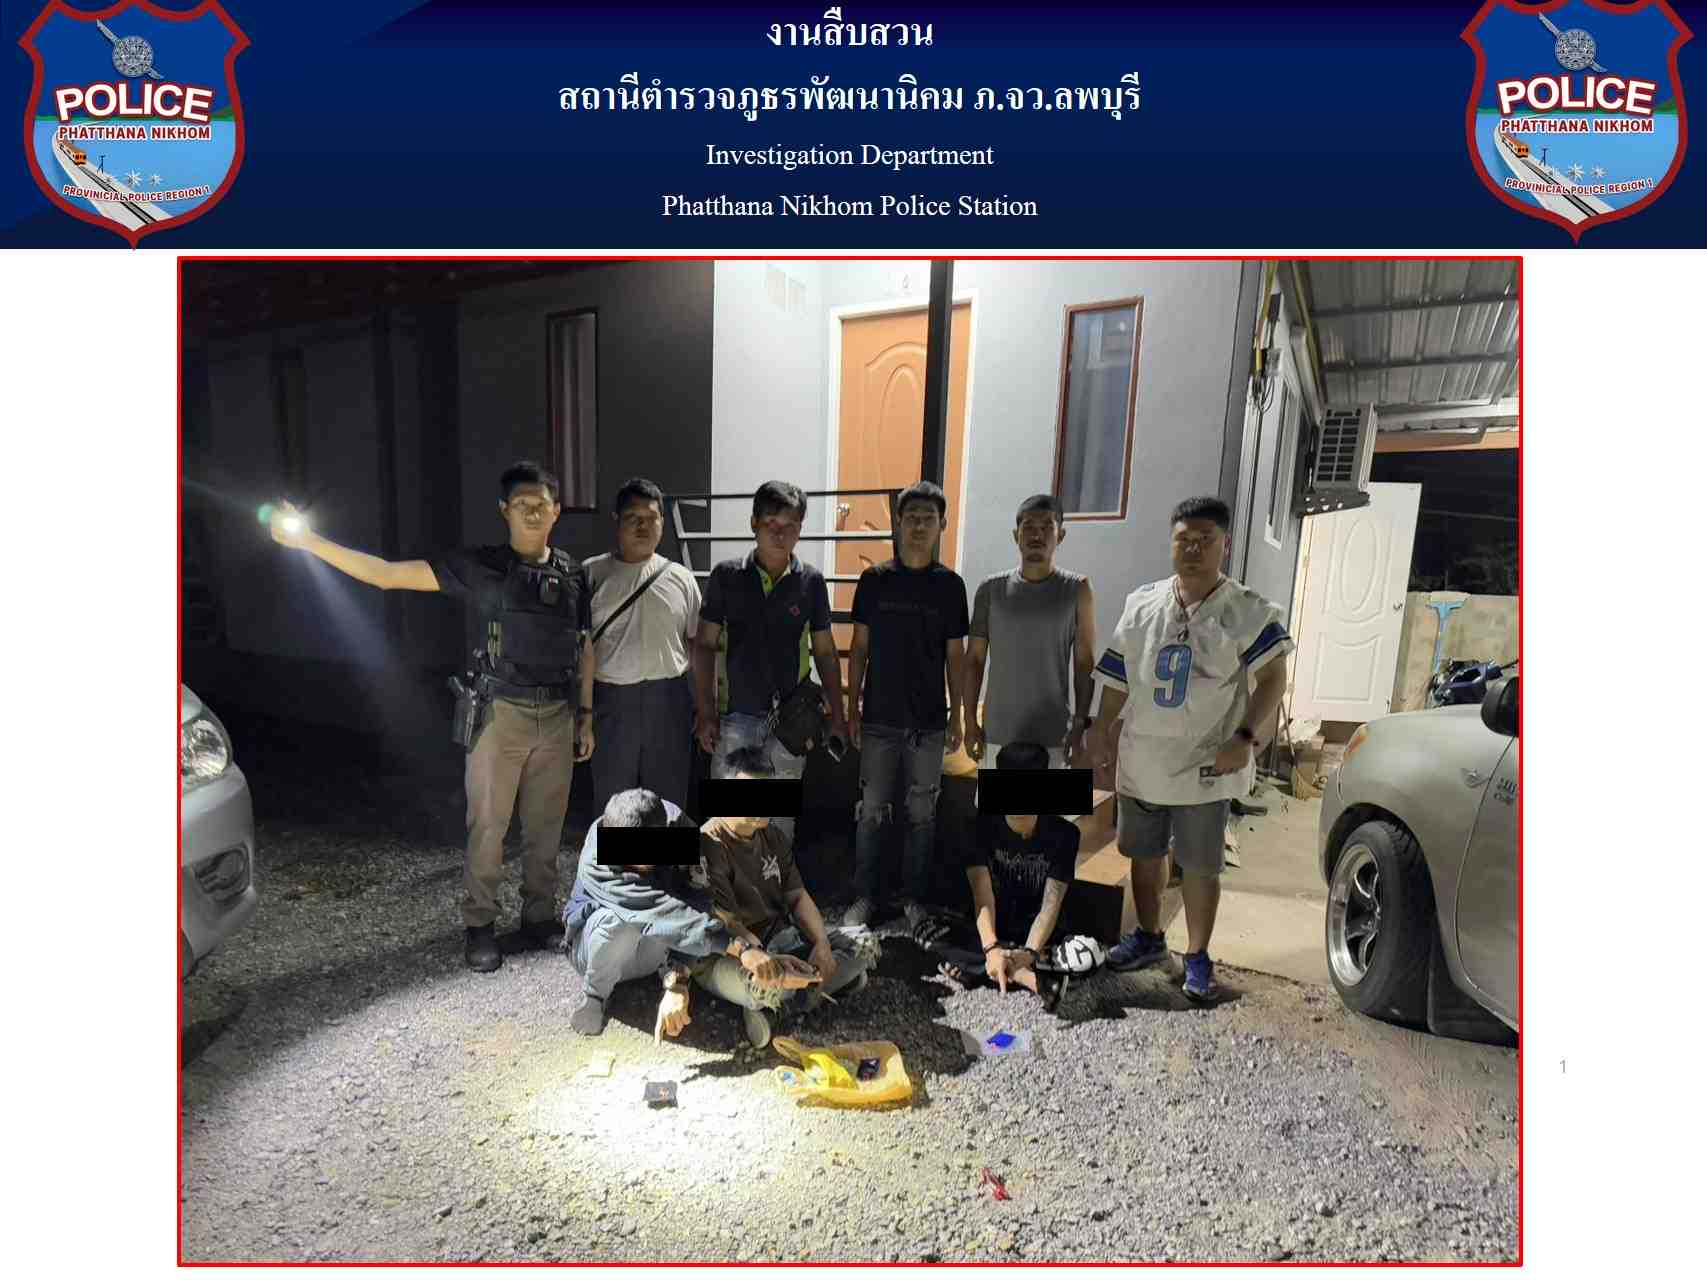 งานสืบสวน
สถานีตำรวจภูธรพัฒนานิคม ภ.จว.ลพบุรี
Investigation Department
Phatthana Nikhom Police Station
POLICE
PHATTHANA NIKHOM
PROVINICIAL POLICE REGION 1
POLICE
PHATTHANA NIKHOM
PROVINICIAL POLICE REGION 1
9
1